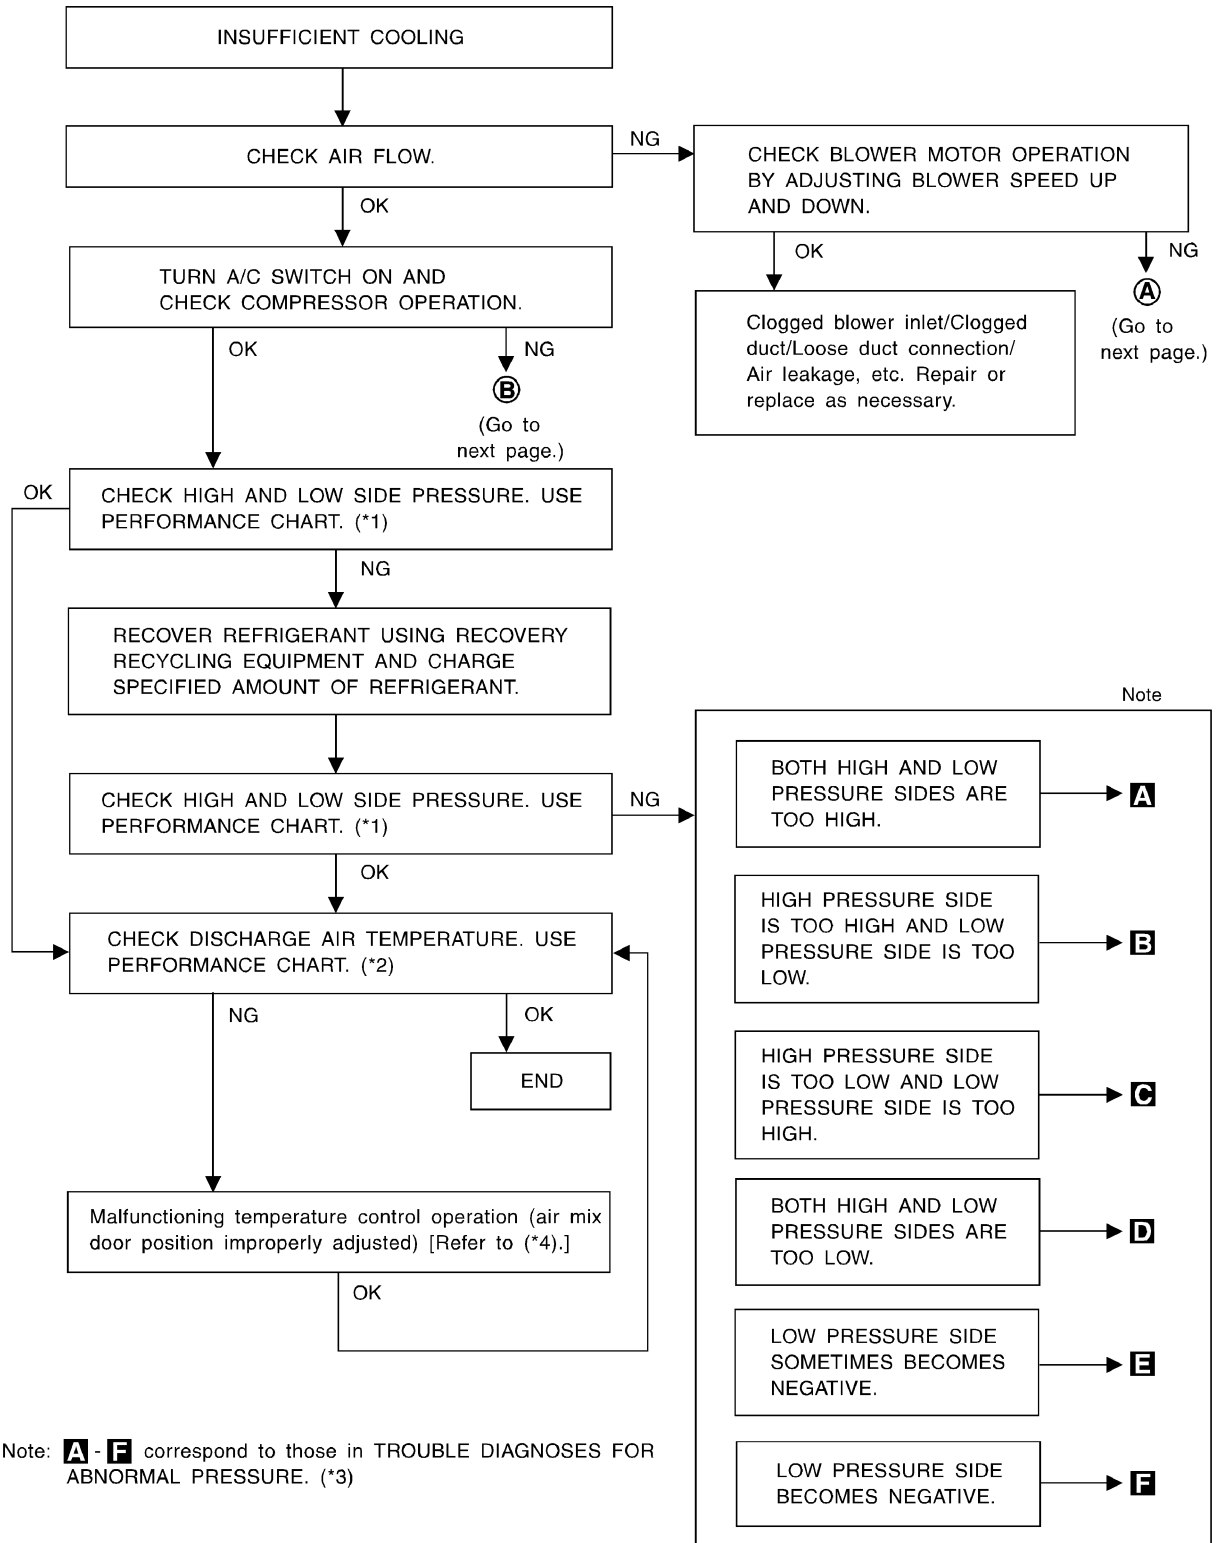 INSUFFICIENT COOLING
CHECK AIR FLOW.
NG
CHECK BLOWER MOTOR OPERATION
BY ADJUSTING BLOWER SPEED UP
AND DOWN.
OK
TURN A/C SWITCH ON AND
CHECK COMPRESSOR OPERATION.
OK
NG
Clogged blower inlet/Clogged
duct/Loose duct connection/
Air leakage, etc. Repair or
replace as necessary.
A
(Go to
next page.)
OK
NG
B
(Go to
next page.)
OK
CHECK HIGH AND LOW SIDE PRESSURE. USE
PERFORMANCE CHART. (*1)
NG
RECOVER REFRIGERANT USING RECOVERY
RECYCLING EQUIPMENT AND CHARGE
SPECIFIED AMOUNT OF REFRIGERANT.
CHECK HIGH AND LOW SIDE PRESSURE. USE
PERFORMANCE CHART. (*1)
NG
OK
CHECK DISCHARGE AIR TEMPERATURE. USE
PERFORMANCE CHART. (*2)
NG
OK
END
Malfunctioning temperature control operation (air mix
door position improperly adjusted) [Refer to (*4).]
OK
Note
BOTH HIGH AND LOW
PRESSURE SIDES ARE
TOO HIGH.
A
HIGH PRESSURE SIDE
IS TOO HIGH AND LOW
PRESSURE SIDE IS TOO
LOW.
B
HIGH PRESSURE SIDE
IS TOO LOW AND LOW
PRESSURE SIDE IS TOO
HIGH.
C
BOTH HIGH AND LOW
PRESSURE SIDES ARE
TOO LOW.
D
LOW PRESSURE SIDE
SOMETIMES BECOMES
NEGATIVE.
E
LOW PRESSURE SIDE
BECOMES NEGATIVE.
F
Note: A - F correspond to those in TROUBLE DIAGNOSES FOR
ABNORMAL PRESSURE. (*3)